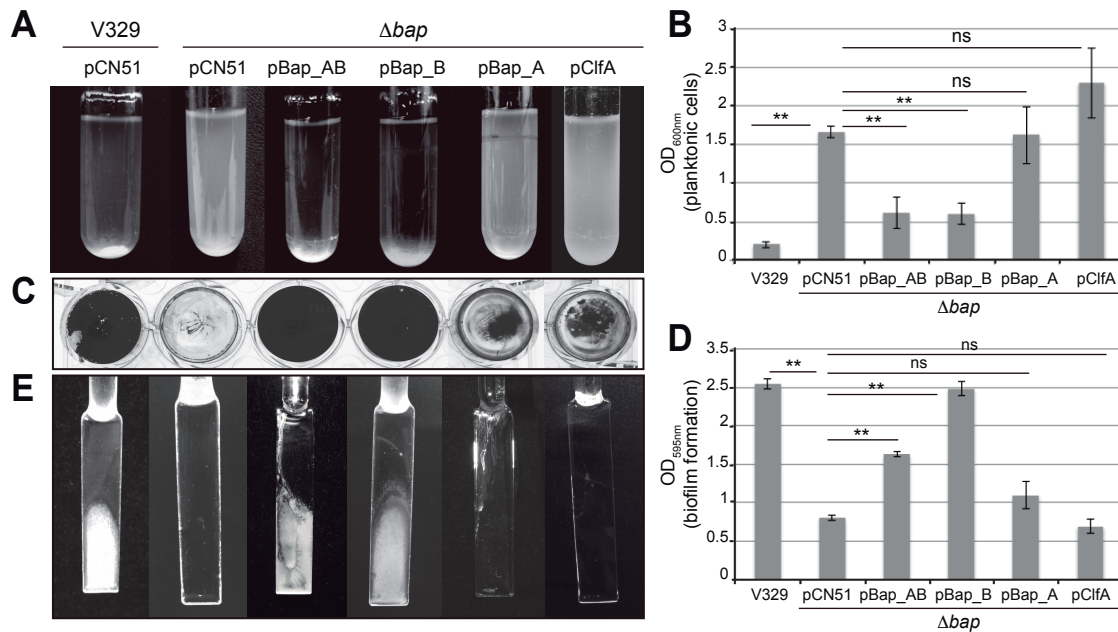 A
V329
Δbap
pCN51 pCN51 pBap_AB pBap_B pBap_A pClfA
C
E
B
OD600nm
(planktonic cells)
3
2.5
2
1.5
1
0.5
0
ns
ns
**
**
**
V329 pCN51 pBap_AB pBap_B pBap_A pClfA
Δbap
D
OD595nm
(biofilm formation)
3.5
3
2.5
2
1.5
1
0.5
0
ns
**
ns
**
**
V329 pCN51 pBap_AB pBap_B pBap_A pClfA
Δbap